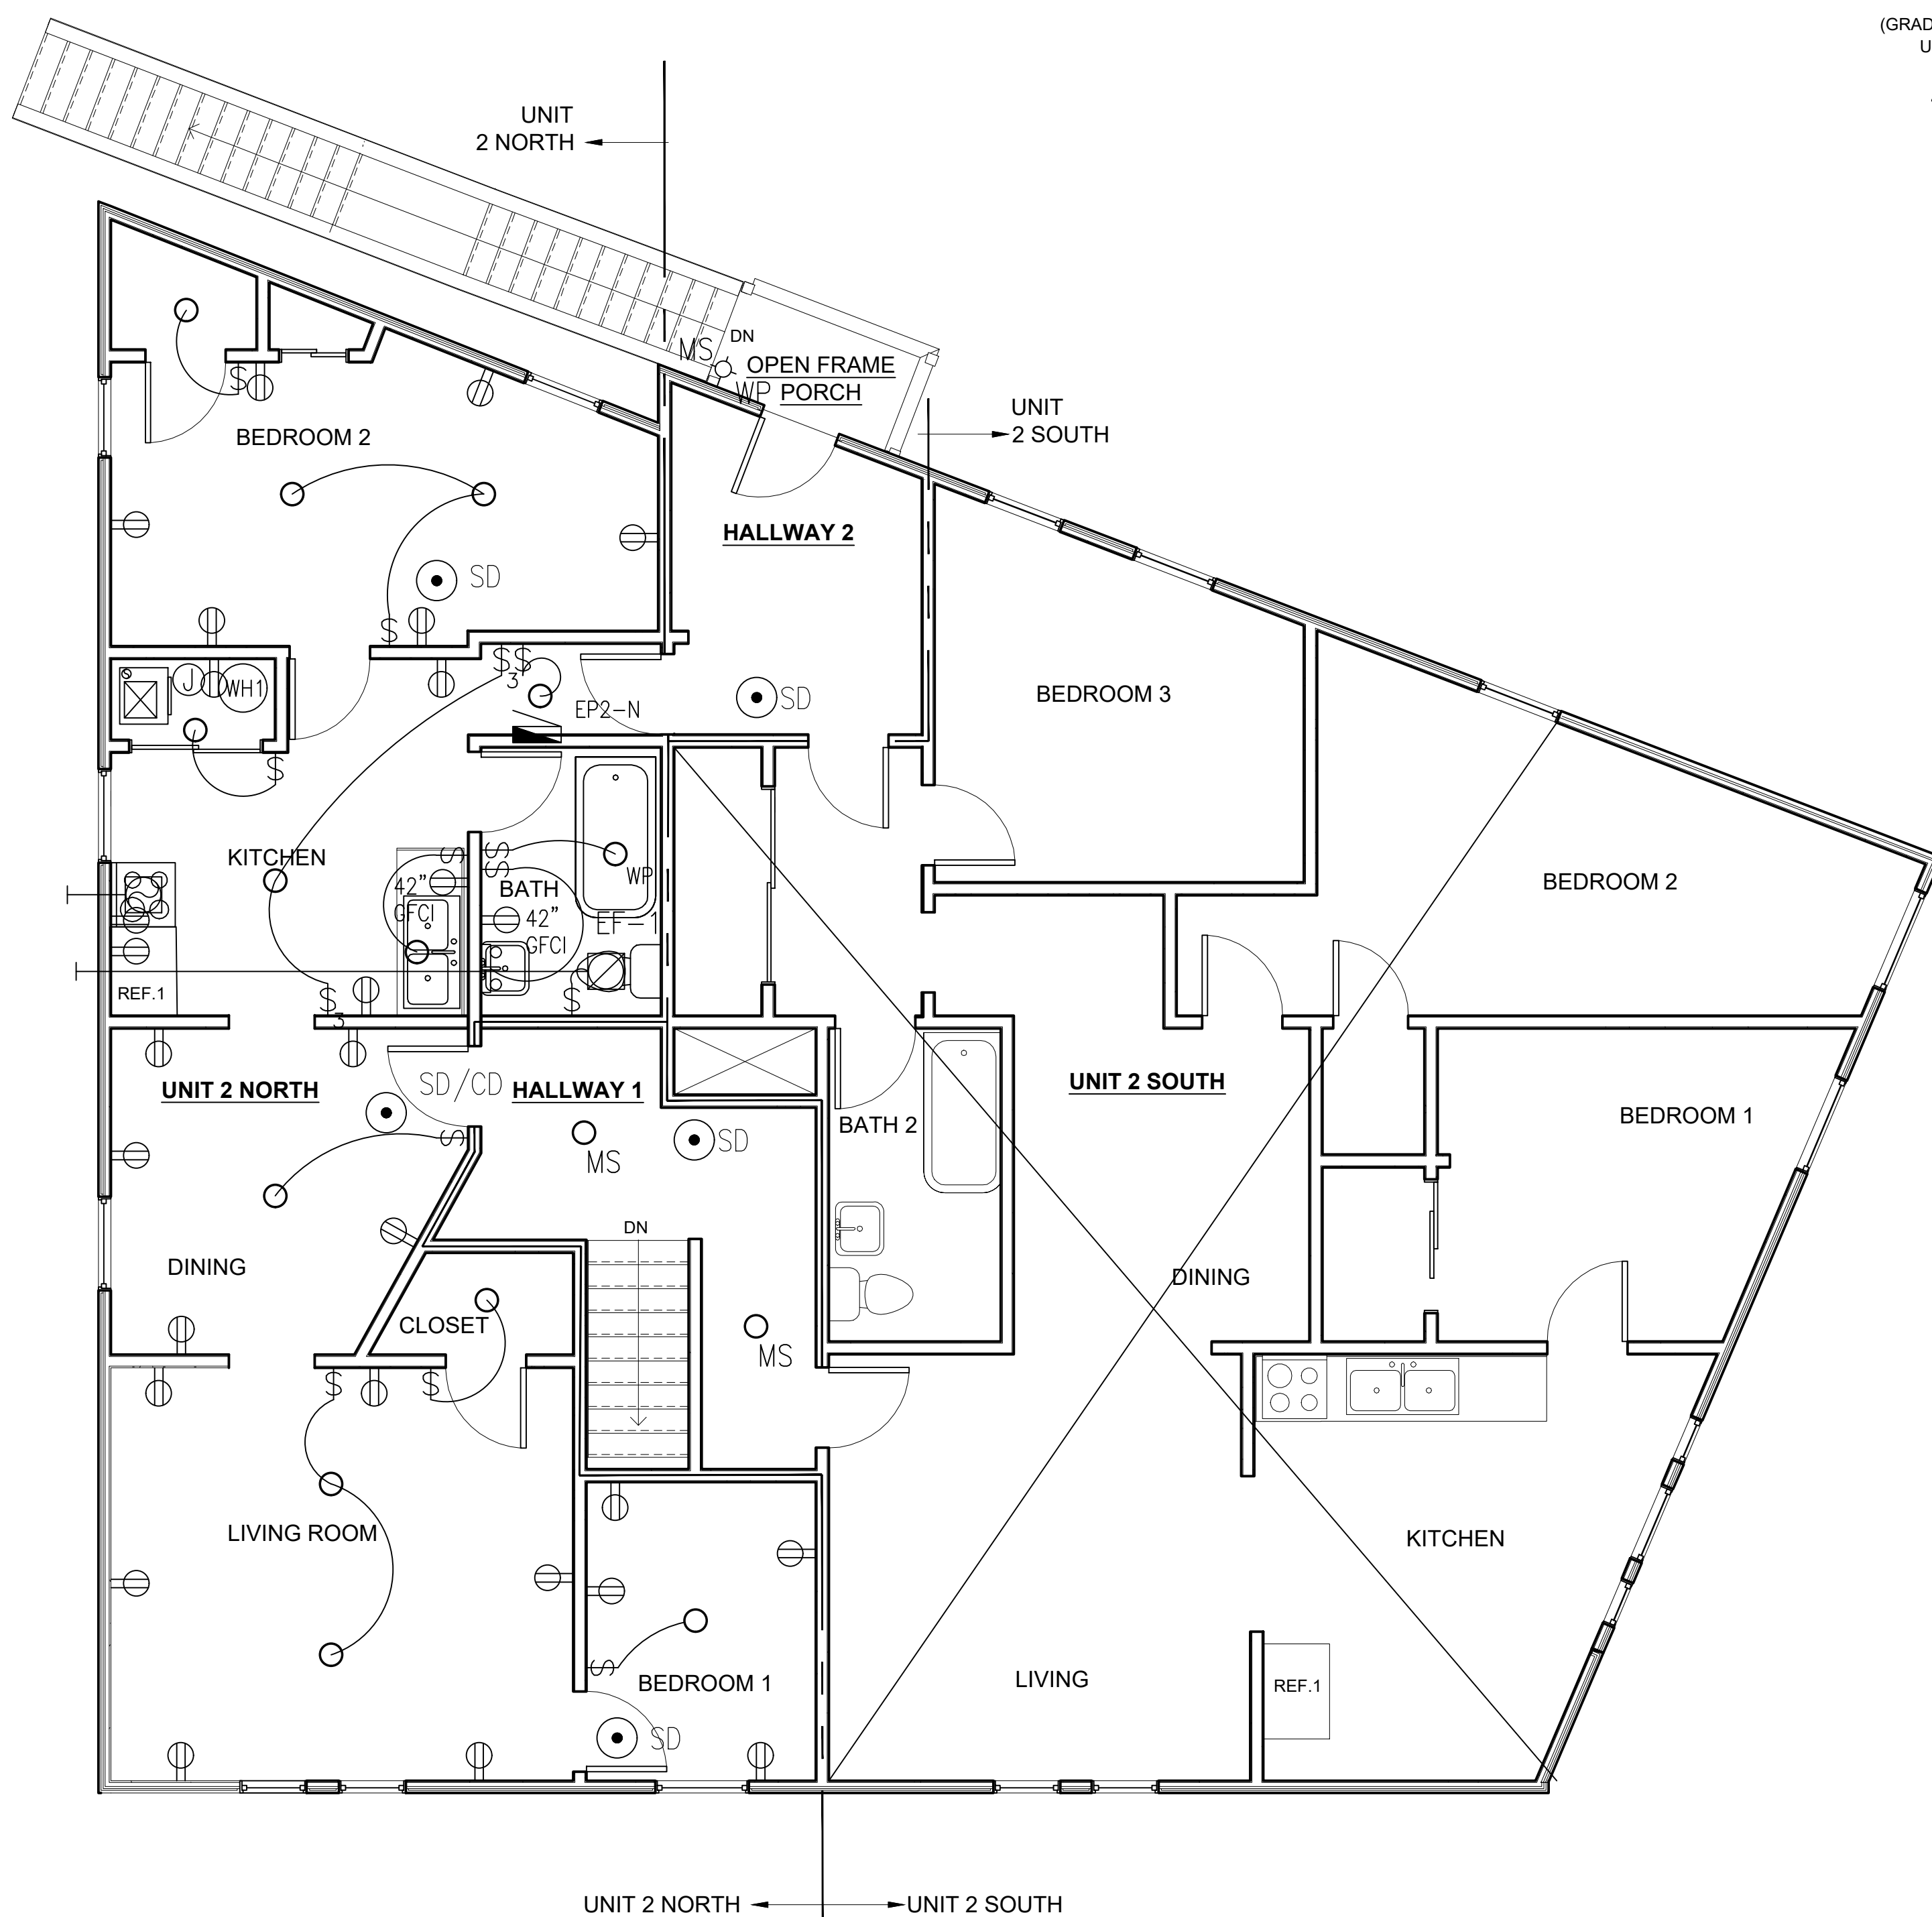 (GRAD
U
UNIT
2 NORTH
DN
MS
OPEN FRAME
WP PORCH
UNIT
2 SOUTH
S
BEDROOM 2
HALLWAY 2
SD
S
S S
3
J
WH1
EP2-N
SD
BEDROOM 3
S
KITCHEN
S
S
S
42"
GFCI
BATH
WP
42"
GFCI
EF-1
BEDROOM 2
REF.1
S
3
S
UNIT 2 NORTH
SD/CD
HALLWAY 1
UNIT 2 SOUTH
S
MS
SD
BATH 2
BEDROOM 1
DN
DINING
DINING
CLOSET
MS
S
S
LIVING ROOM
KITCHEN
S
BEDROOM 1
LIVING
REF.1
SD
UNIT 2 NORTH
UNIT 2 SOUTH